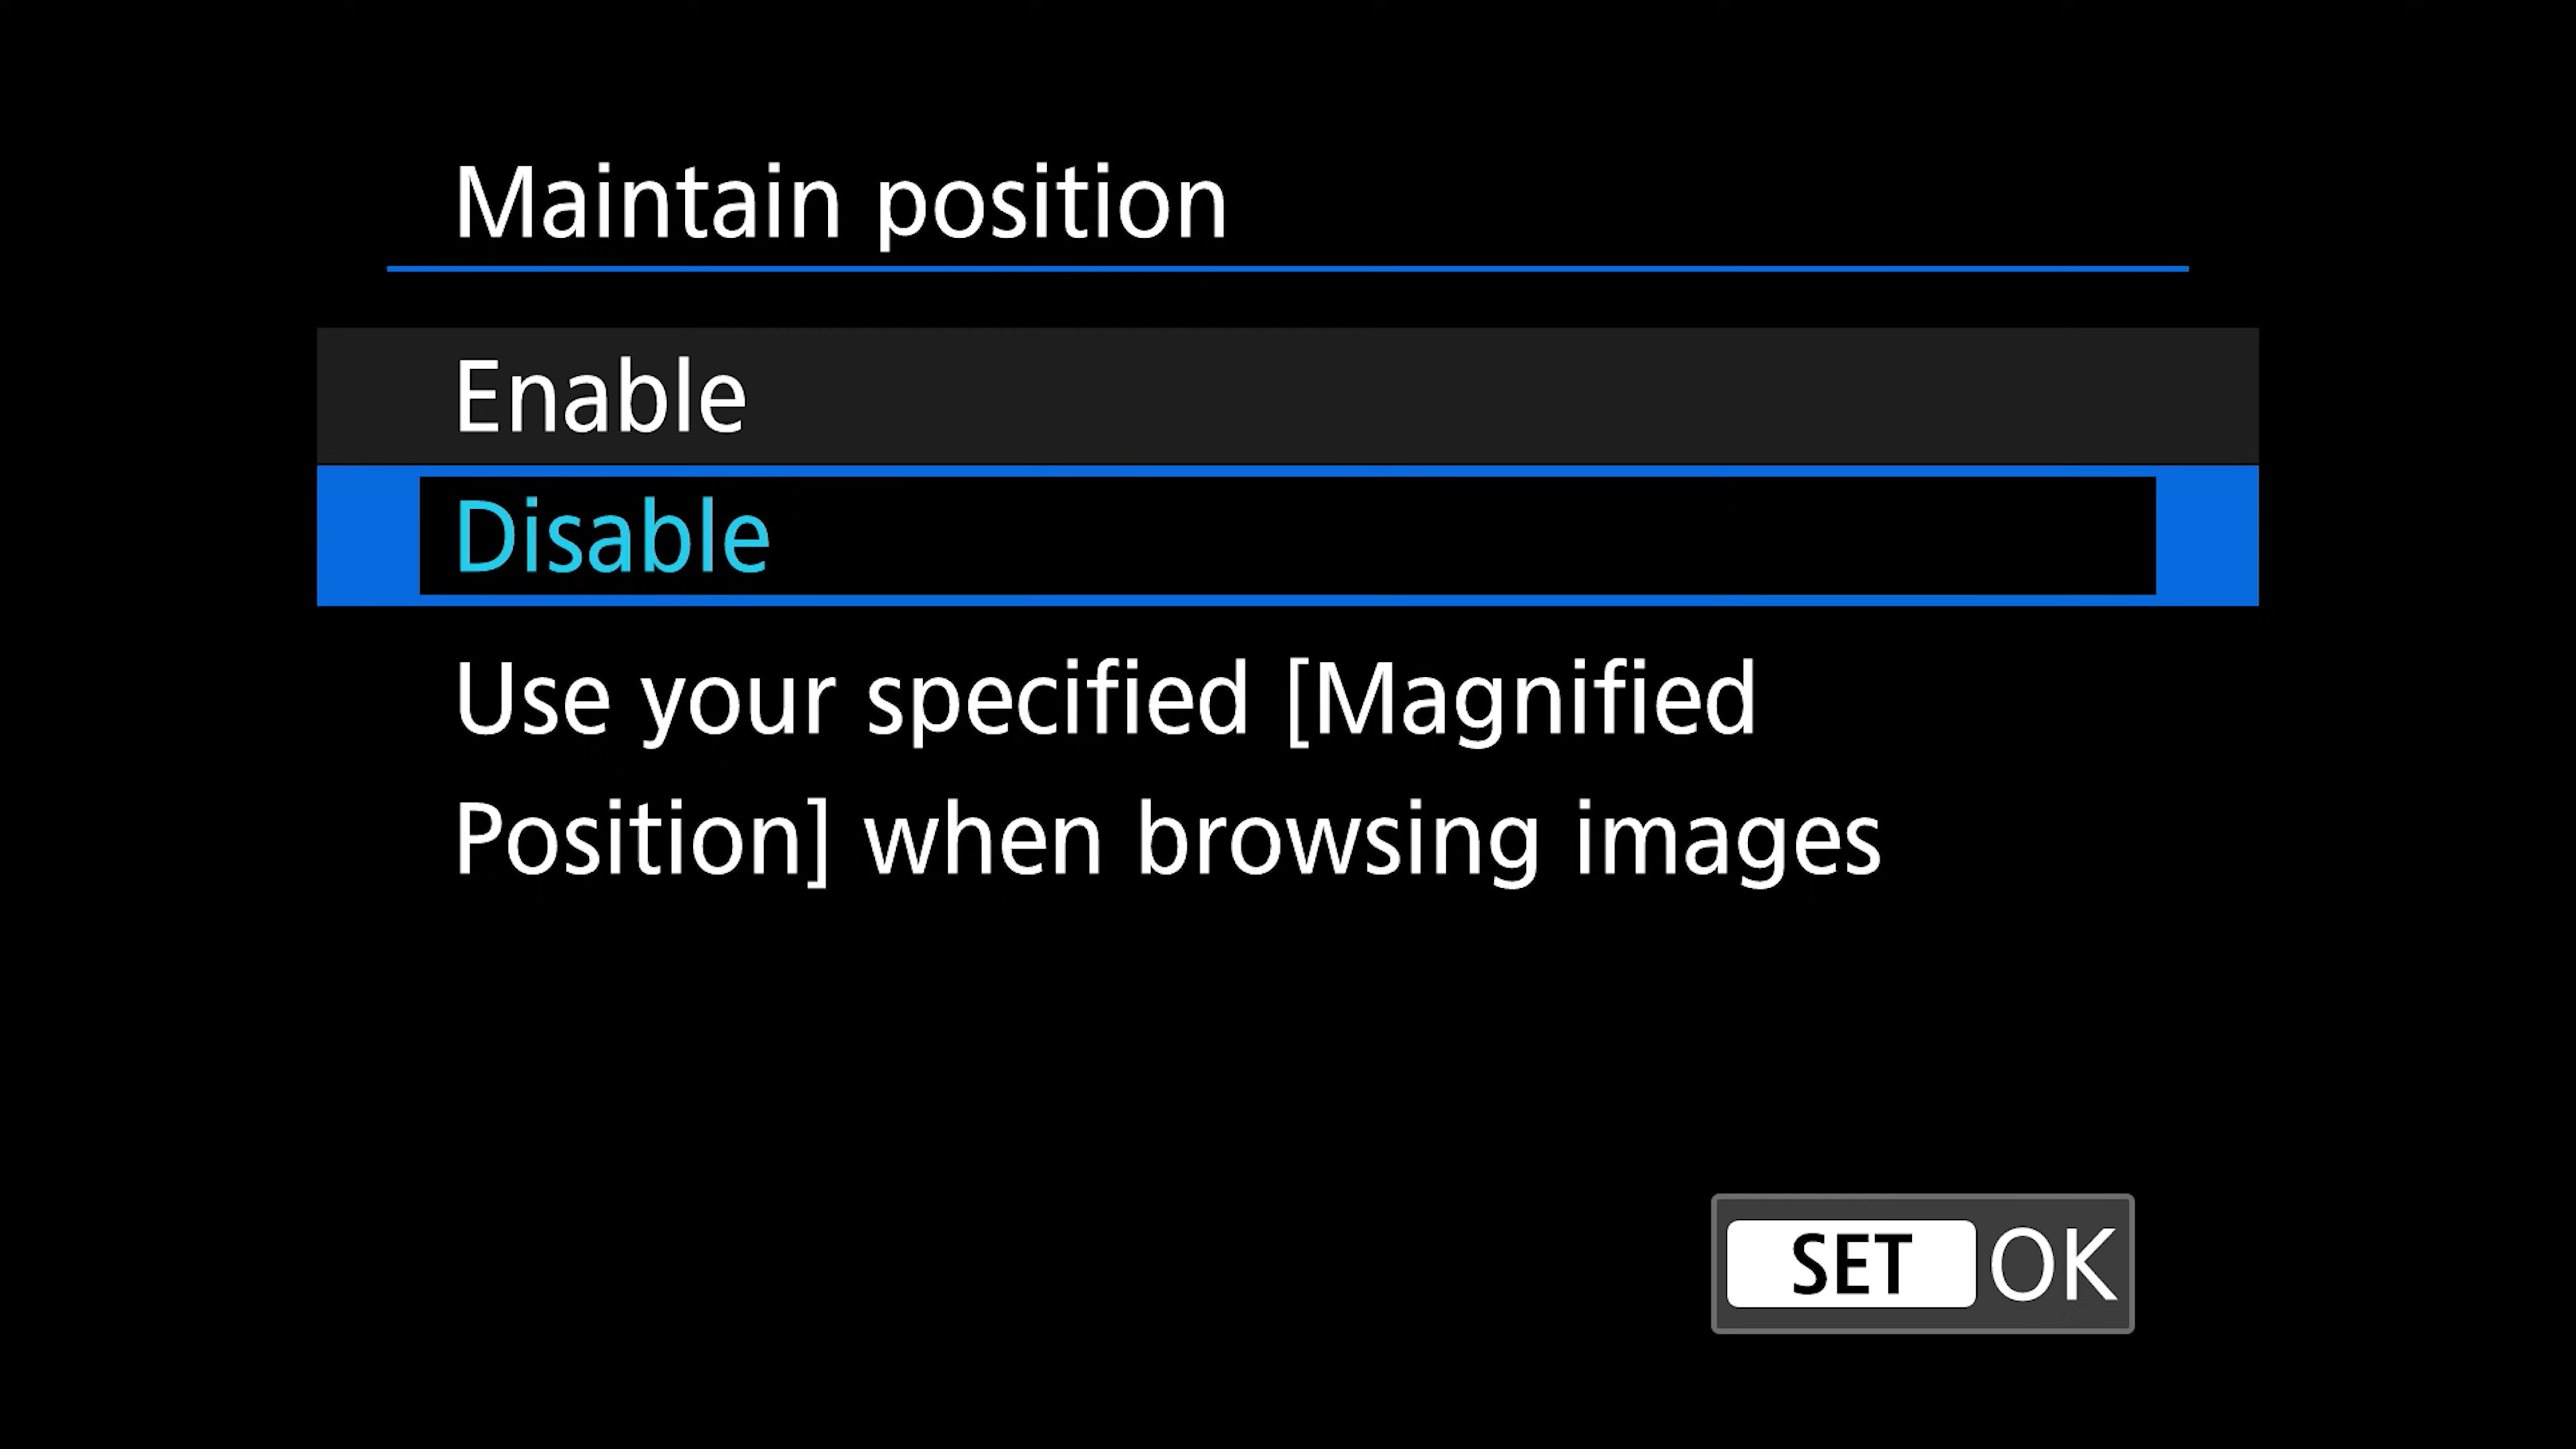 Maintain position
Enable
Disable
Use your specified [Magnified
Position] when browsing images
SET OK